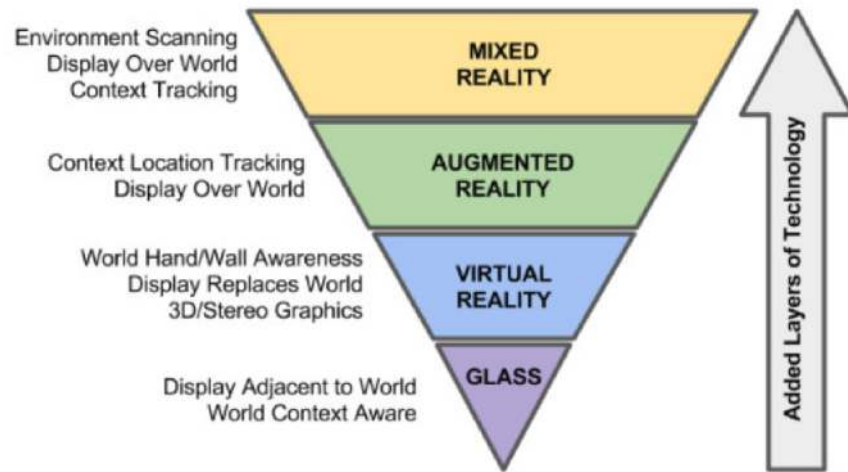 Environment Scanning
Display Over World
Context Tracking
MIXED
REALITY
Context Location Tracking
Display Over World
AUGMENTED
REALITY
World Hand/Wall Awareness
Display Replaces World
3D/Stereo Graphics
VIRTUAL
REALITY
Display Adjacent to World
World Context Aware
GLASS
Added Layers of Technology